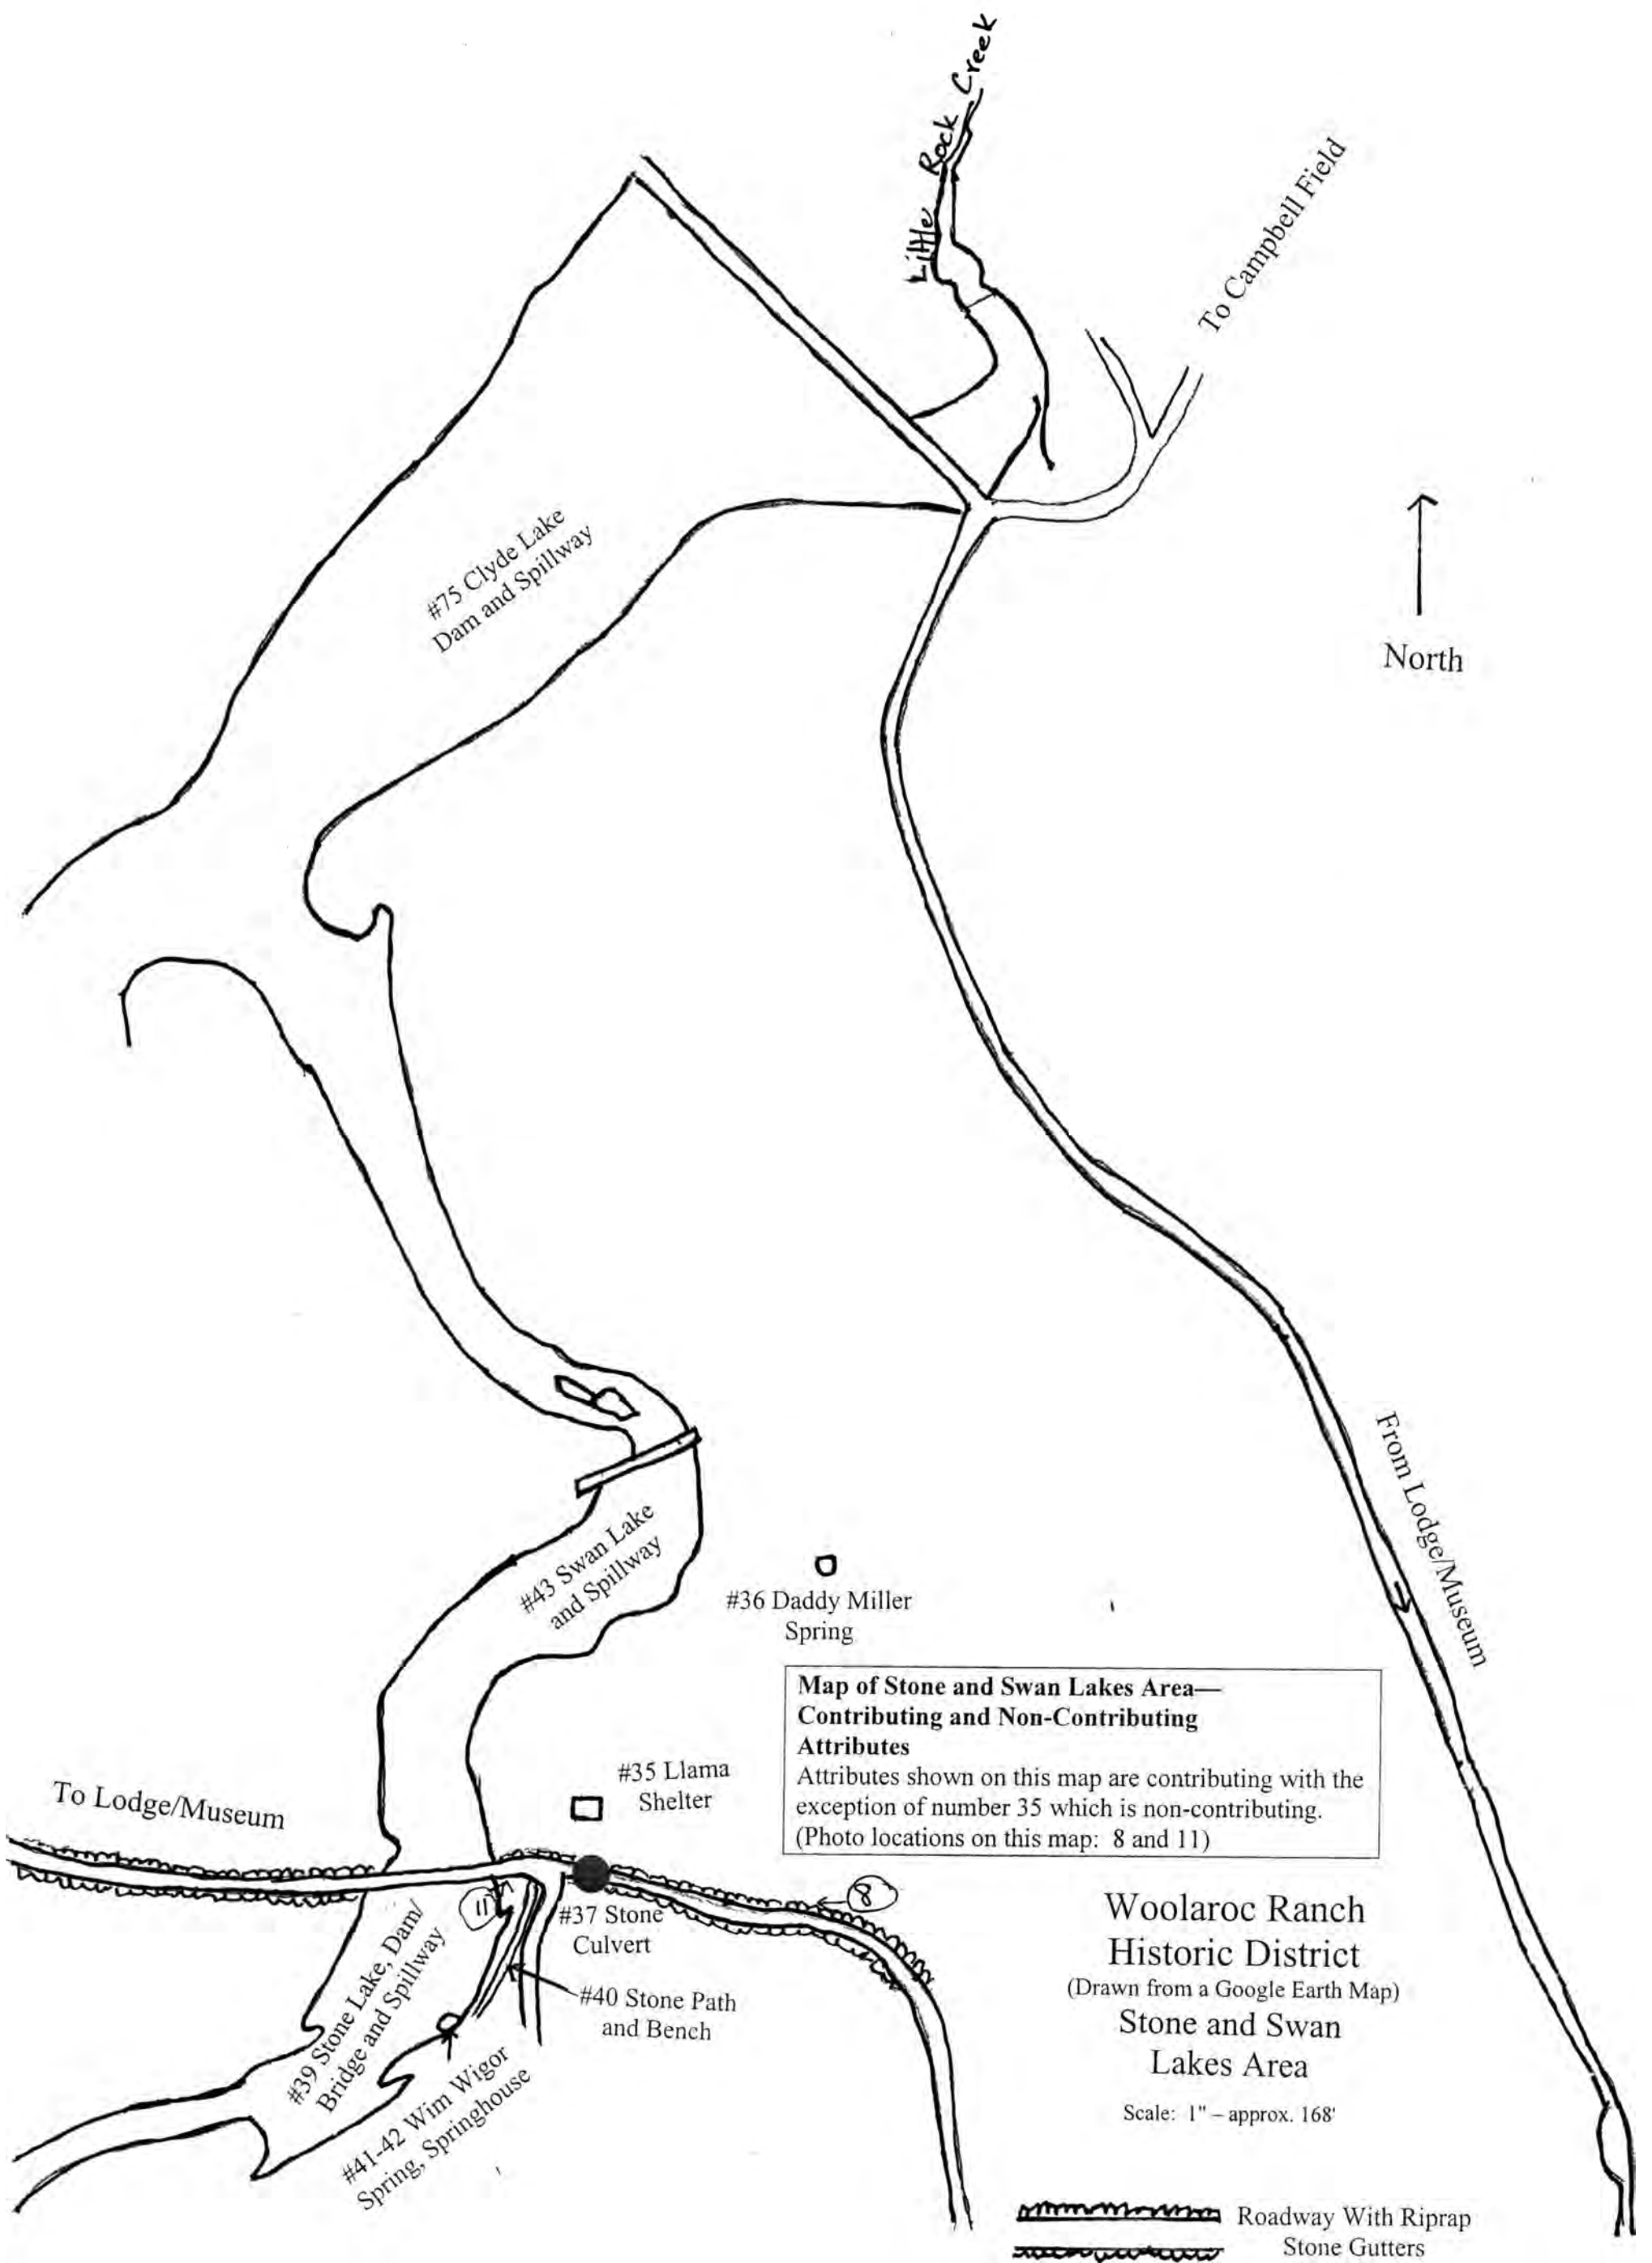 Little Rock Creek
To Campbell Field
#75 Clyde Lake
Dam and Spillway
North
From Lodge/Museum
#43 Swan Lake
and Spillway
#36 Daddy Miller
Spring
Map of Stone and Swan Lakes Area—
Contributing and Non-Contributing
Attributes
Attributes shown on this map are contributing with the
exception of number 35 which is non-contributing.
(Photo locations on this map: 8 and 11)
#35 Llama
Shelter
To Lodge/Museum
11
8
#37 Stone
Culvert
#39 Stone Lake, Dam/
Bridge and Spillway
#40 Stone Path
and Bench
#41-42 Wim Wigor
Spring, Springhouse
Woolaroc Ranch
Historic District
(Drawn from a Google Earth Map)
Stone and Swan
Lakes Area
Scale: 1" – approx. 168'
Roadway With Riprap
Stone Gutters